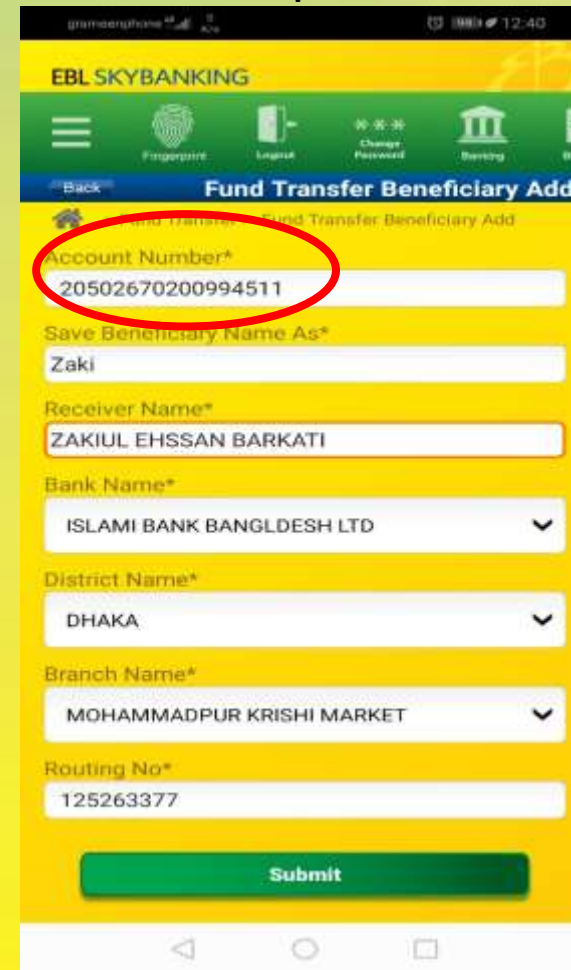 grameenphone
12:40
EBL SKYBANKING
Fingerprint
Logout
Change Password
Banking
Back
Fund Transfer Beneficiary Add
Fund Transfer Fund Transfer Beneficiary Add
Account Number*
20502670200994511
Save Beneficiary Name As*
Zaki
Receiver Name*
ZAKIUL EHSSAN BARKATI
Bank Name*
ISLAMI BANK BANGLDESH LTD
District Name*
DHAKA
Branch Name*
MOHAMMADPUR KRISHI MARKET
Routing No*
125263377
Submit